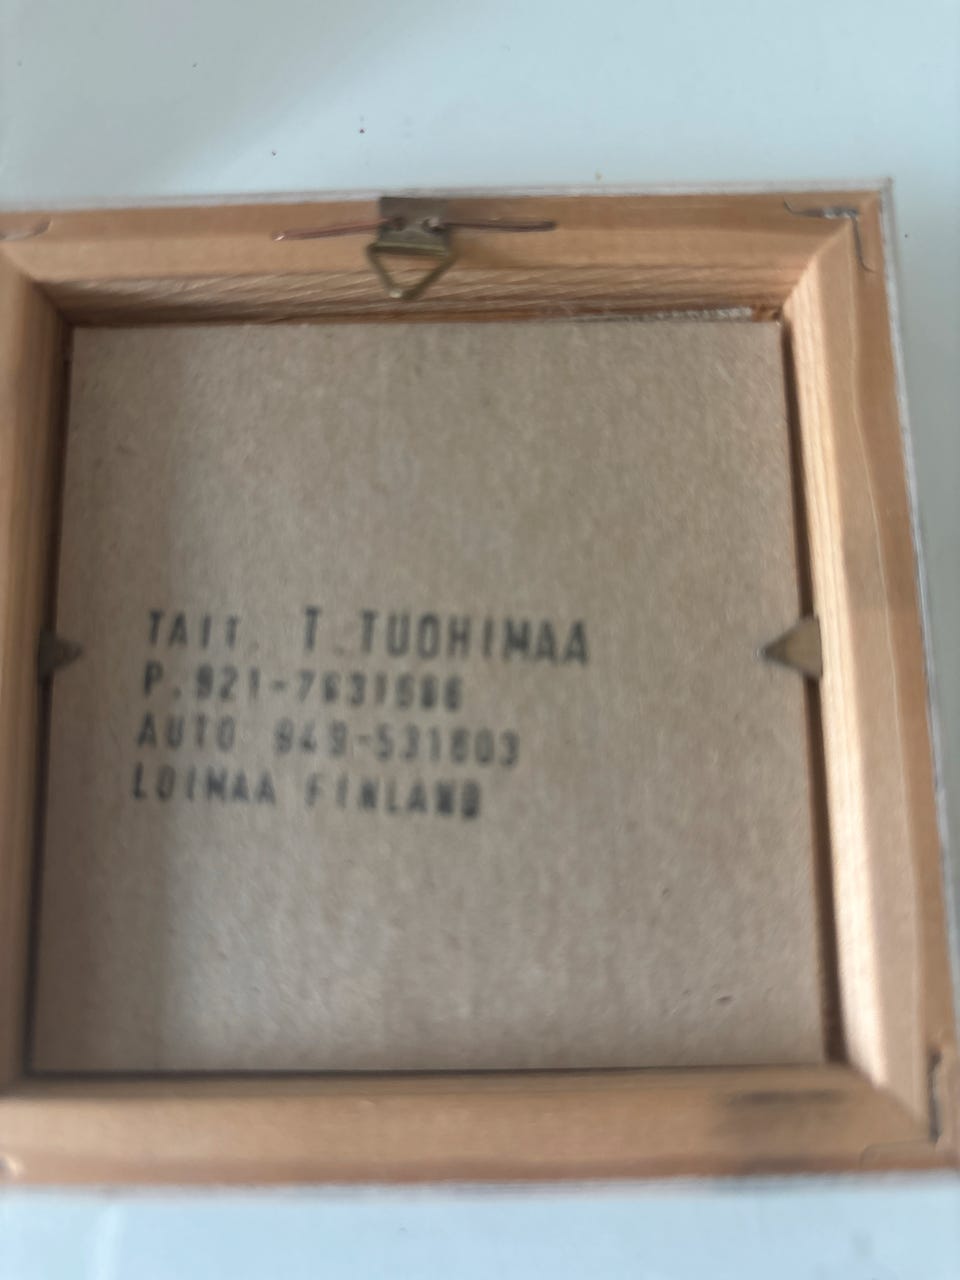 TAIT. T.TUOHIMAA
P.921-7631586
AUTO 949-531603
LOIMAA FINLAND